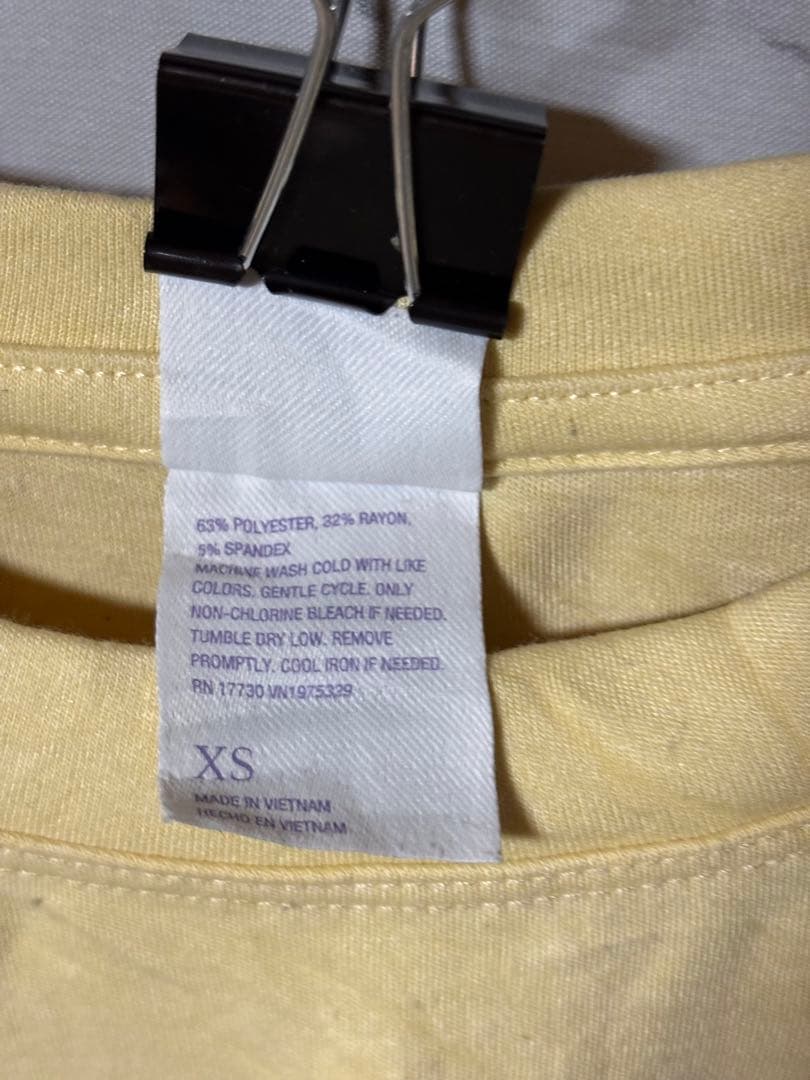 63% POLYESTER, 32% RAYON,
5% SPANDEX
MACHINE WASH COLD WITH LIKE
COLORS. GENTLE CYCLE. ONLY
NON-CHLORINE BLEACH IF NEEDED.
TUMBLE DRY LOW. REMOVE
PROMPTLY. COOL IRON IF NEEDED.
RN 17730 VN1975329
XS
MADE IN VIETNAM
HECHO EN VIETNAM